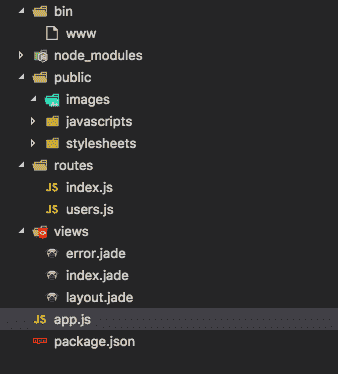 bin
www
node_modules
public
images
javascripts
stylesheets
routes
JS index.js
JS users.js
views
error.jade
index.jade
layout.jade
JS app.js
package.json